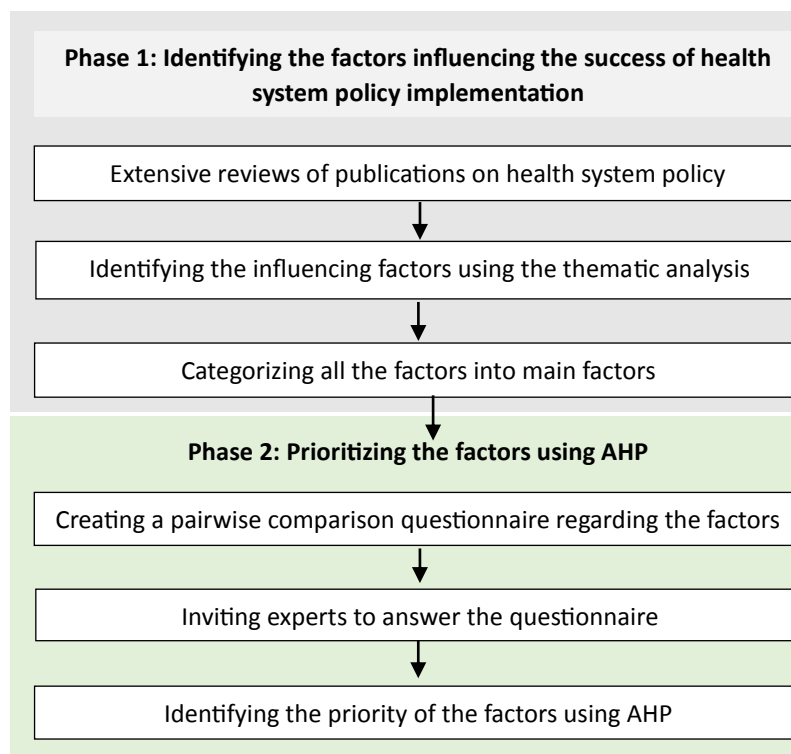 Phase 1: Identifying the factors influencing the success of health
system policy implementation
Extensive reviews of publications on health system policy
Identifying the influencing factors using the thematic analysis
Categorizing all the factors into main factors
Phase 2: Prioritizing the factors using AHP
Creating a pairwise comparison questionnaire regarding the factors
Inviting experts to answer the questionnaire
Identifying the priority of the factors using AHP